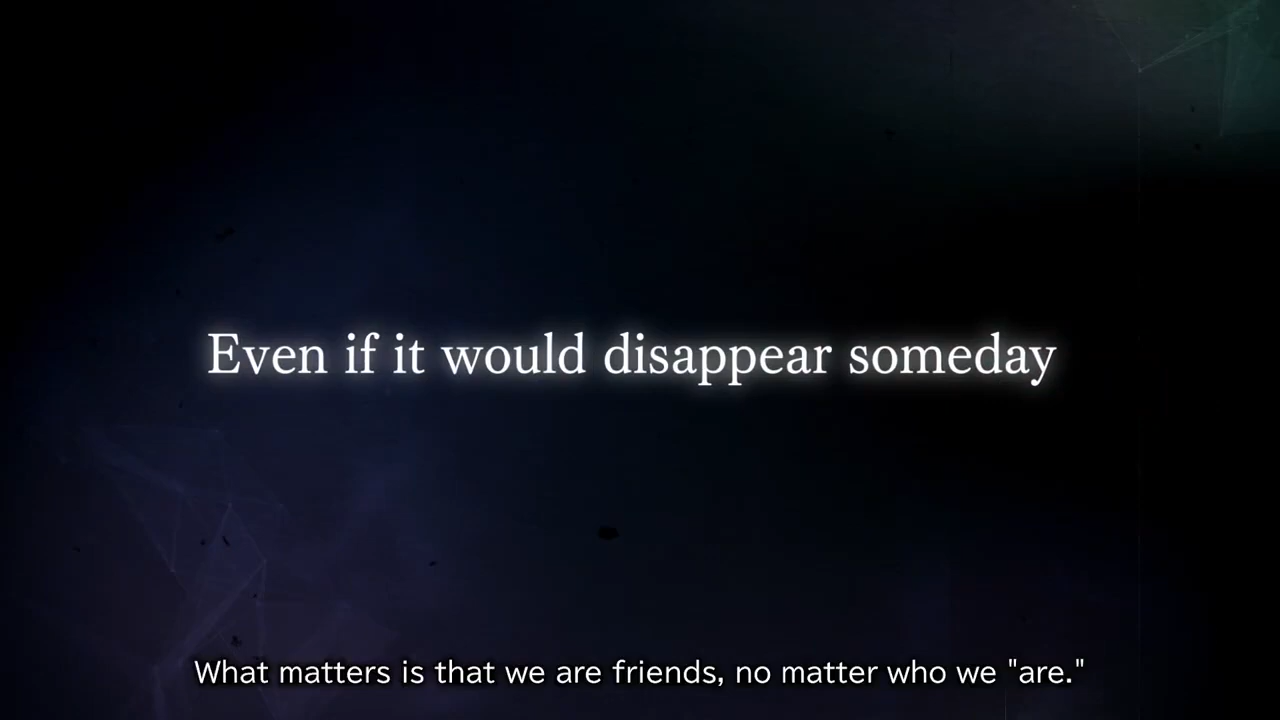 Even if it would disappear someday
What matters is that we are friends, no matter who we "are."